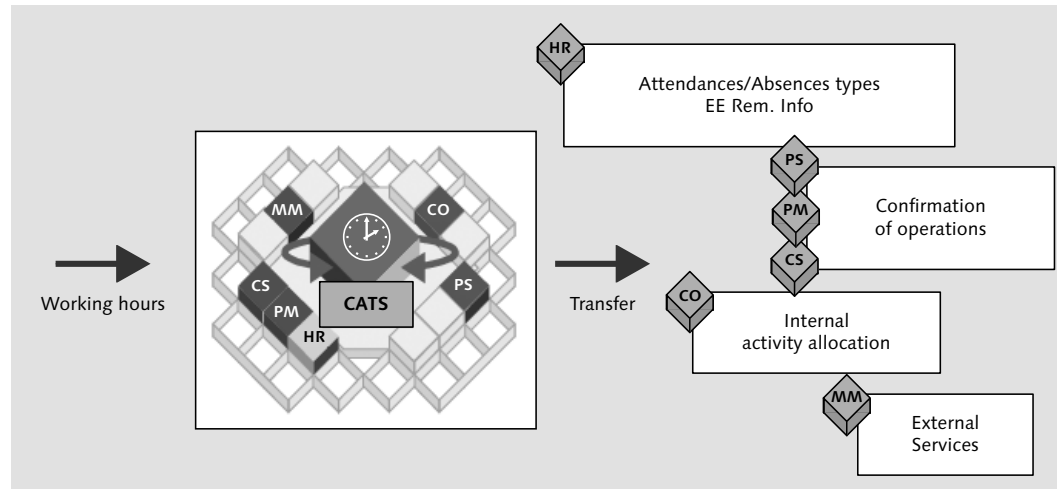 Working hours
MM
CO
CS
PS
PM
HR
CATS
Transfer
HR
Attendances/Absences types
EE Rem. Info
PS
PM
CS
Confirmation
of operations
CO
Internal
activity allocation
MM
External
Services